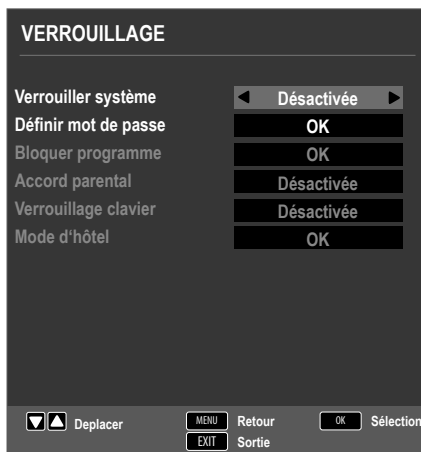 VERROUILLAGE
Verrouiller système Désactivée
Définir mot de passe OK
Bloquer programme OK
Accord parental Désactivée
Verrouillage clavier Désactivée
Mode d‘hôtel OK
Deplacer MENU Retour OK Sélection
EXIT Sortie